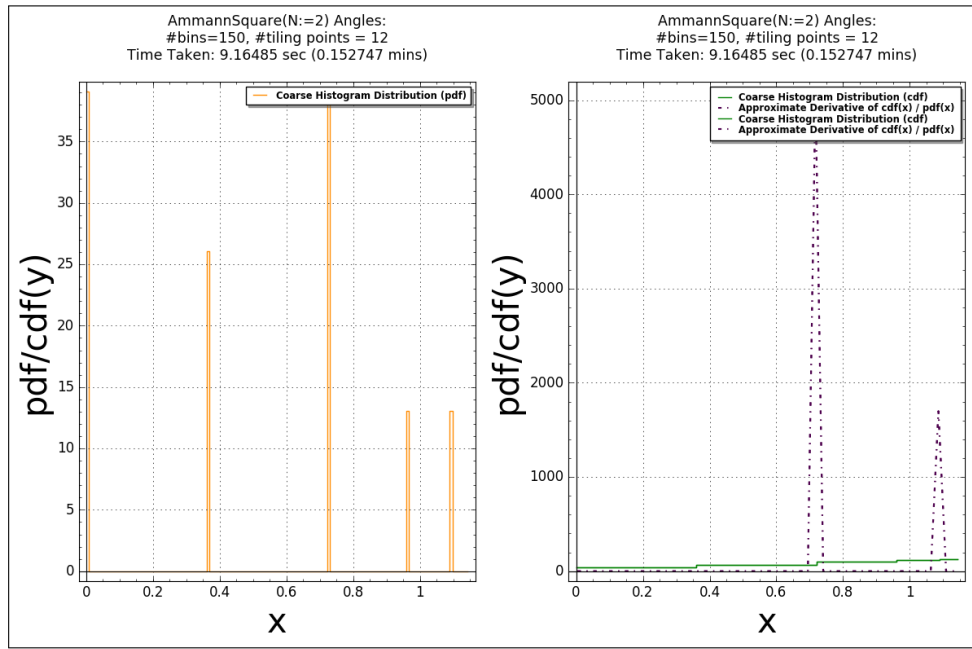 AmmannSquare(N:=2) Angles:
#bins=150, #tiling points = 12
Time Taken: 9.16485 sec (0.152747 mins)
Coarse Histogram Distribution (pdf)
pdf/cdf(y)
35
30
25
20
15
10
5
0
0
0.2
0.4
0.6
0.8
1
x
AmmannSquare(N:=2) Angles:
#bins=150, #tiling points = 12
Time Taken: 9.16485 sec (0.152747 mins)
Coarse Histogram Distribution (cdf)
Approximate Derivative of cdf(x) / pdf(x)
Coarse Histogram Distribution (cdf)
Approximate Derivative of cdf(x) / pdf(x)
pdf/cdf(y)
5000
4000
3000
2000
1000
0
0
0.2
0.4
0.6
0.8
1
x